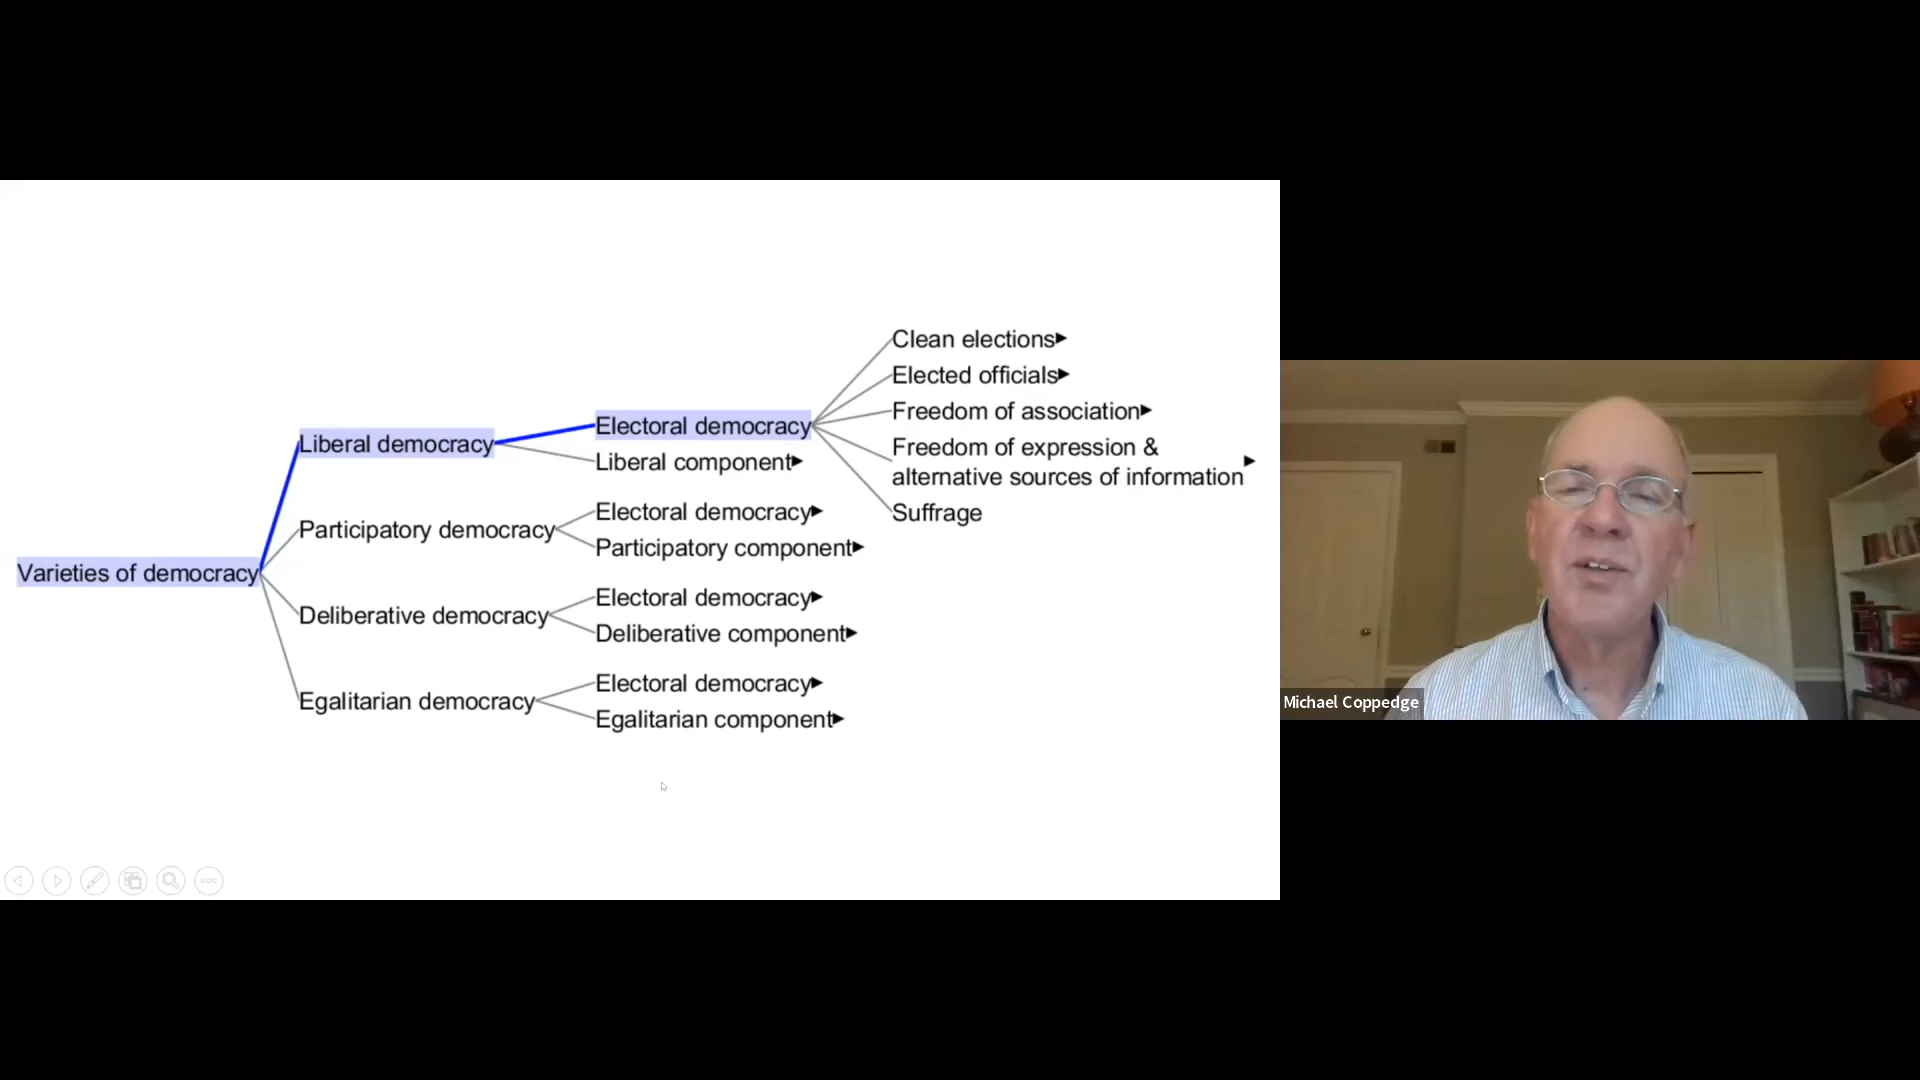 Clean elections
Elected officials
Freedom of association
Electoral democracy
Liberal democracy
Freedom of expression &
alternative sources of information
Liberal component
Electoral democracy
Suffrage
Participatory democracy
Participatory component
Varieties of democracy
Electoral democracy
Deliberative democracy
Deliberative component
Electoral democracy
Egalitarian democracy
Egalitarian component
Michael Coppedge